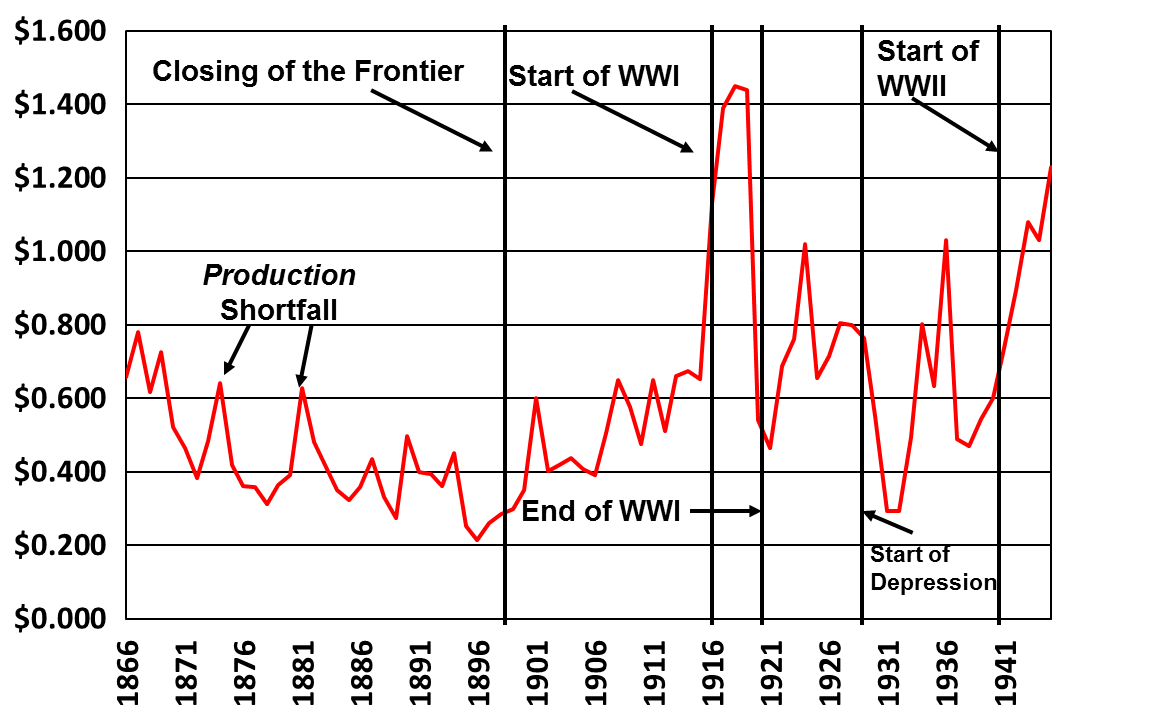 $1.600
$1.400
$1.200
$1.000
$0.800
$0.600
$0.400
$0.200
$0.000
Closing of the Frontier
Start of WWI
Start of
WWII
Production
Shortfall
End of WWI
Start of
Depression
1866
1871
1876
1881
1886
1891
1896
1901
1906
1911
1916
1921
1926
1931
1936
1941